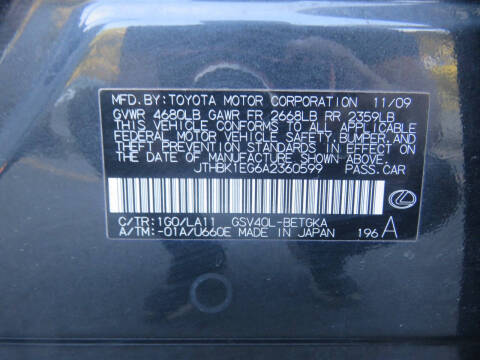 MFD.BY:TOYOTA MOTOR CORPORATION 11/09
GVWR 4680LB GAWR FR 2668LB RR 2359LB
THIS VEHICLE CONFORMS TO ALL APPLICABLE
FEDERAL MOTOR VEHICLE SAFETY, BUMPER, AND
THEFT PREVENTION STANDARDS IN EFFECT ON
THE DATE OF MANUFACTURE SHOWN ABOVE.
JTHBK1EG6A2360599 PASS.CAR
C/TR:1G0/LA11 GSV40L-BETGKA
A/TM:-01A/U660E MADE IN JAPAN 196 A